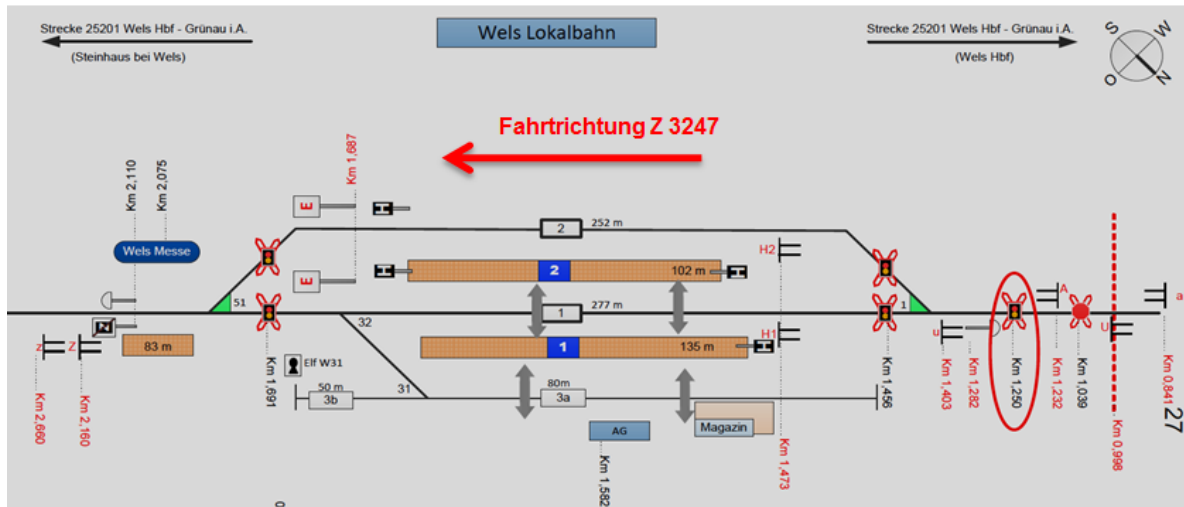 Strecke 25201 Wels Hbf - Grünau i.A.
(Steinhaus bei Wels)
Wels Lokalbahn
Strecke 25201 Wels Hbf - Grünau i.A.
(Wels Hbf)
S
W
O
N
Fahrtrichtung Z 3247
Km 2,110
Km 2,075
Km 1,687
E
H
2
252 m
Wels Messe
H2
E
H
2
102 m
H
A
a
51
1
277 m
1
32
z
Z
83 m
1
135 m
H
H1
u
U
Elf W31
31
50 m
3b
80m
3a
Magazin
AG
Km 2,660
Km 2,160
Km 1,691
Km 1,582
Km 1,473
Km 1,456
Km 1,403
Km 1,282
Km 1,250
Km 1,232
Km 1,039
Km 0,998
Km 0,841
27
0